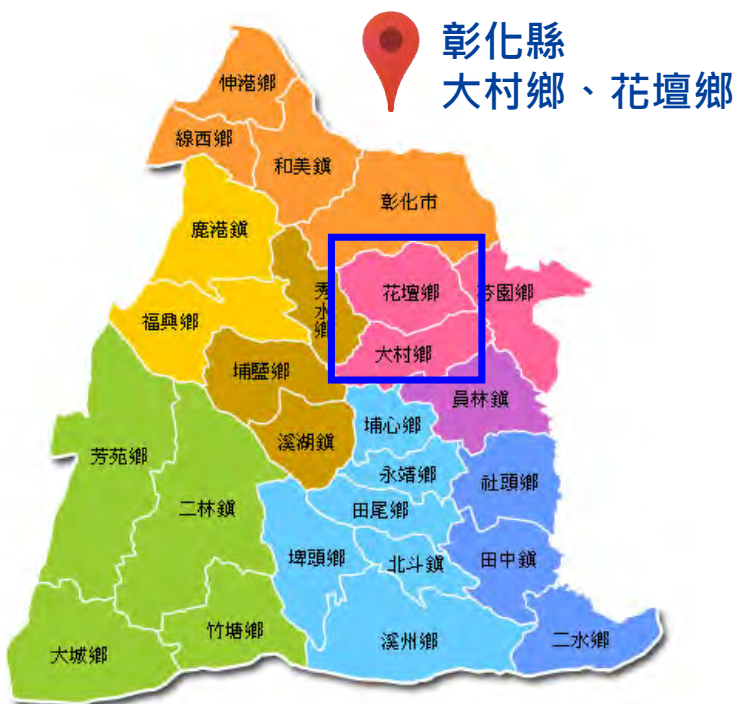 彰化縣
大村鄉、花壇鄉
伸港鄉
線西鄉
和美鎮
彰化市
鹿港鎮
秀水鄉
花壇鄉
芬園鄉
福興鄉
大村鄉
埔鹽鄉
員林鎮
埔心鄉
溪湖鎮
芳苑鄉
永靖鄉
社頭鄉
二林鎮
田尾鄉
埤頭鄉
北斗鎮
田中鎮
竹塘鄉
溪州鄉
二水鄉
大城鄉